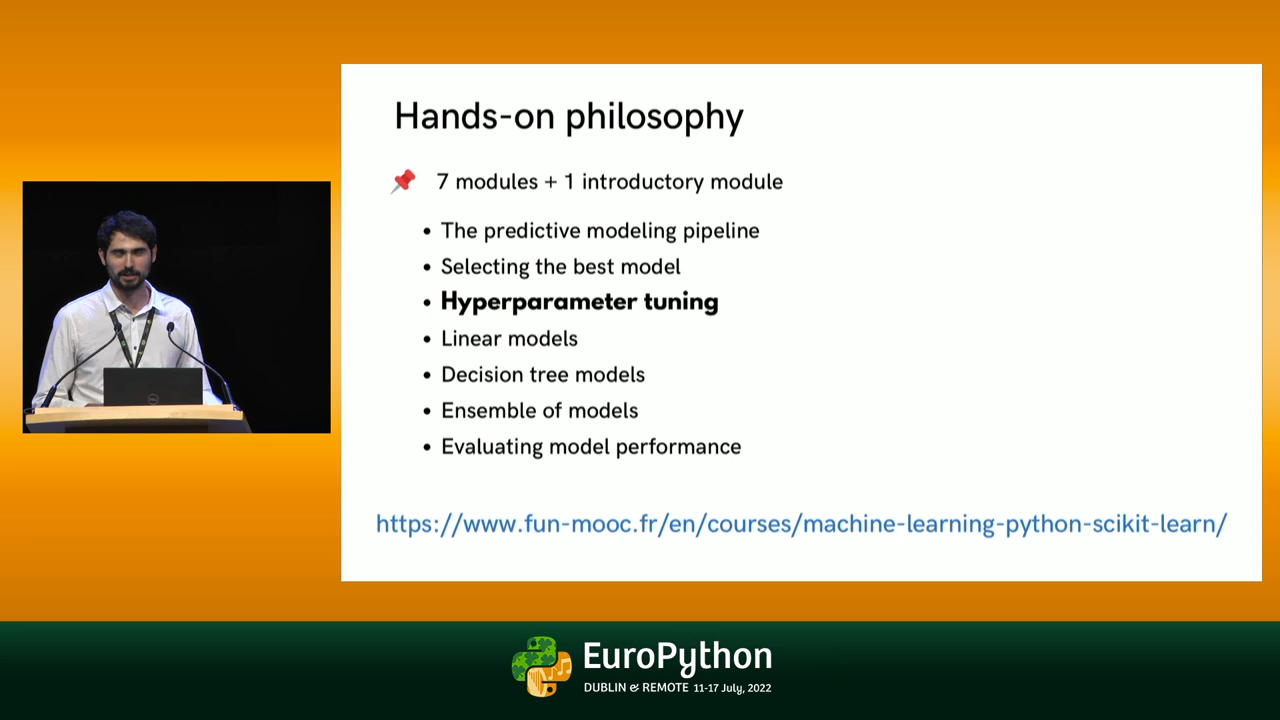 Hands-on philosophy
7 modules + 1 introductory module
The predictive modeling pipeline
Selecting the best model
Hyperparameter tuning
Linear models
Decision tree models
Ensemble of models
Evaluating model performance
https://www.fun-mooc.fr/en/courses/machine-learning-python-scikit-learn/
EuroPython
DUBLIN & REMOTE 11-17 July, 2022